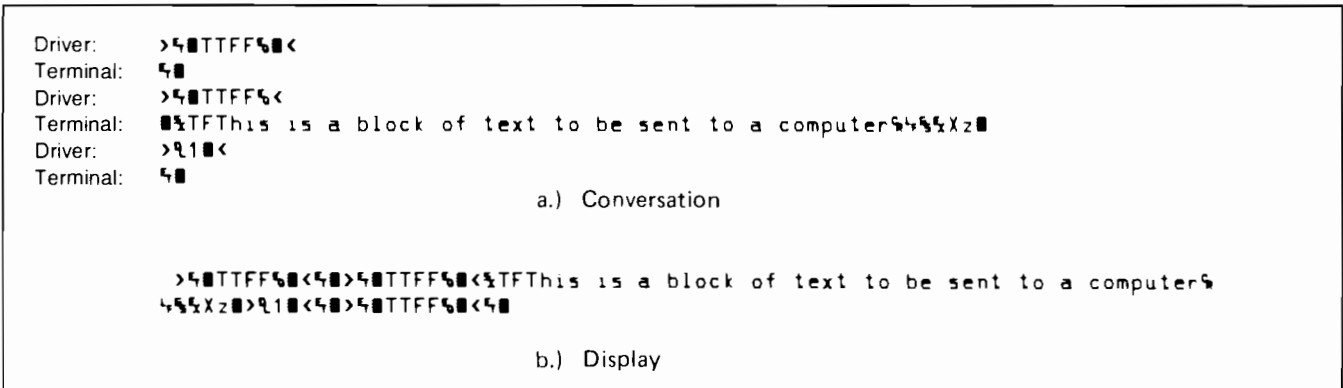 Driver: >█TTFF█<
Terminal: █
Driver: >█TTFF<
Terminal: █TFThis is a block of text to be sent to a computerXz█
Driver: >1█<
Terminal: █
a.) Conversation
>█TTFF█<█>█TTFF█<TFThis is a block of text to be sent to a computer
Xz█>1█<█>█TTFF█<█
b.) Display